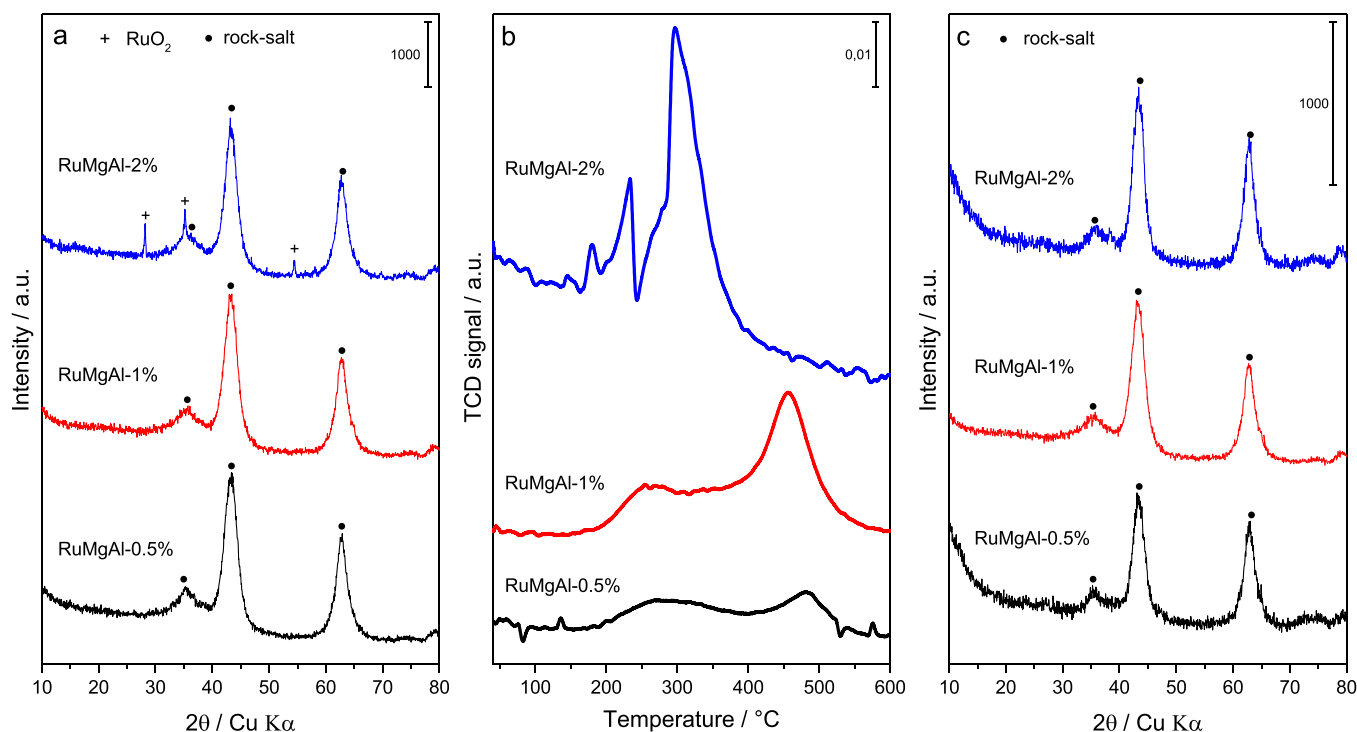 a + RuO₂ • rock-salt
1000
RuMgAl-2%
+ +
+
RuMgAl-1%
RuMgAl-0.5%
Intensity / a.u.
10 20 30 40 50 60 70 80
2θ / Cu Kα
b
0,01
RuMgAl-2%
RuMgAl-1%
RuMgAl-0.5%
TCD signal / a.u.
100 200 300 400 500 600
Temperature / °C
c • rock-salt
1000
RuMgAl-2%
RuMgAl-1%
RuMgAl-0.5%
Intensity / a.u.
10 20 30 40 50 60 70 80
2θ / Cu Kα